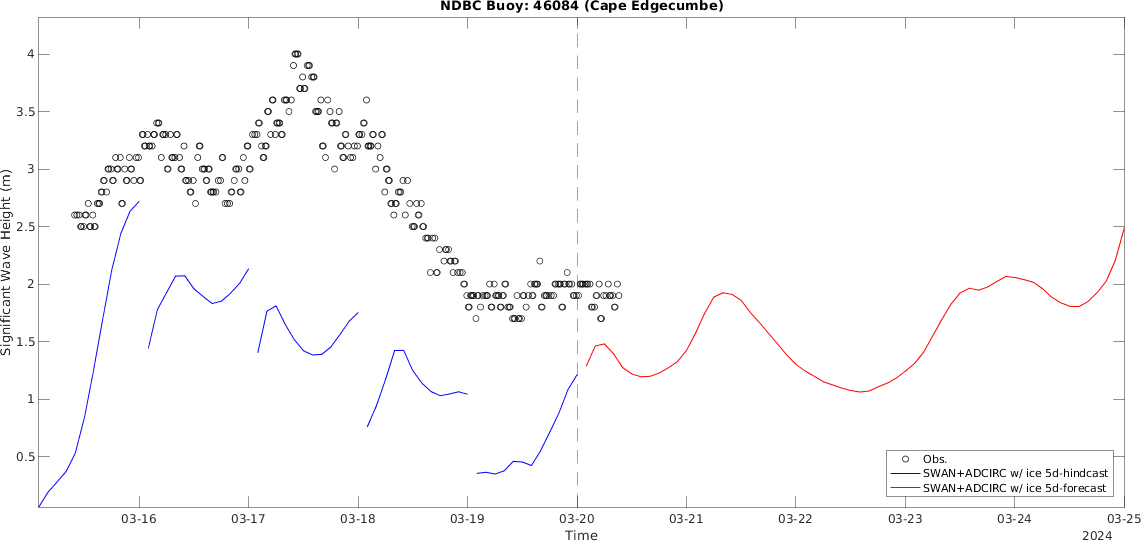 NDBC Buoy: 46084 (Cape Edgecumbe)
4
3.5
3
2.5
2
1.5
1
0.5
Significant Wave Height (m)
Obs.
SWAN+ADCIRC w/ ice 5d-hindcast
SWAN+ADCIRC w/ ice 5d-forecast
03-16 03-17 03-18 03-19 03-20 03-21 03-22 03-23 03-24 03-25
Time
2024